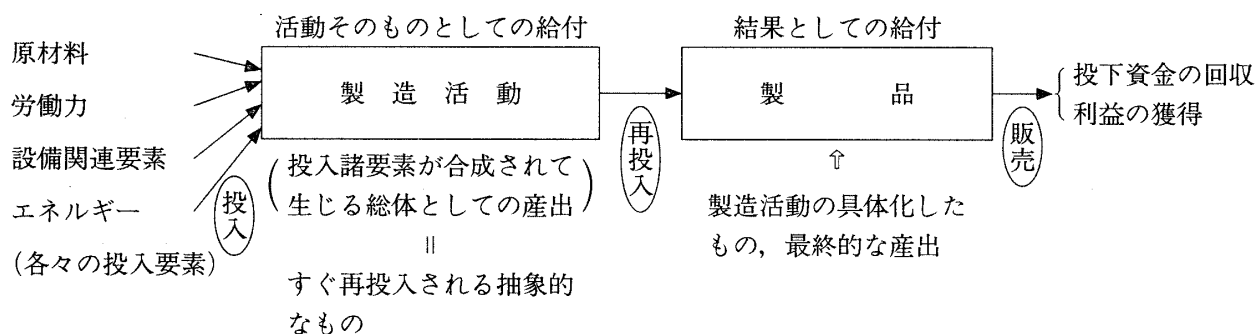 原材料
労働力
設備関連要素
エネルギー
(各々の投入要素)
投入
活動そのものとしての給付
製造活動
(投入諸要素が合成されて
生じる総体としての産出)
॥
すぐ再投入される抽象的
なもの
再投入
結果としての給付
製品
⇧
製造活動の具体化した
もの，最終的な産出
販売
投下資金の回収
利益の獲得